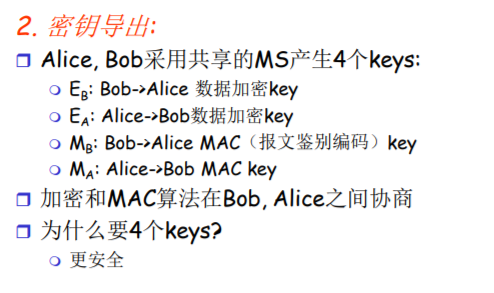 2. 密钥导出:
Alice, Bob采用共享的MS产生4个keys:
E_B: Bob->Alice 数据加密key
E_A: Alice->Bob数据加密key
M_B: Bob->Alice MAC（报文鉴别编码）key
M_A: Alice->Bob MAC key
加密和MAC算法在Bob, Alice之间协商
为什么要4个keys?
更安全